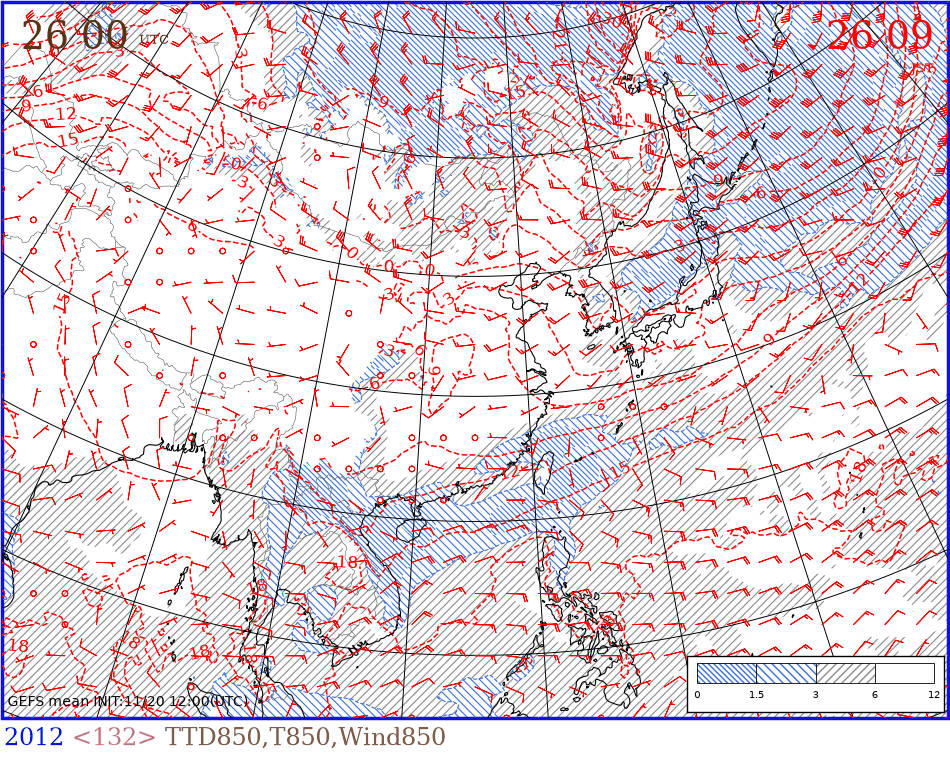 26 00 UTC
26 09
GEFS mean INIT:11/20 12:00(UTC)
0 1.5 3 6 12
2012 <132> TTD850,T850,Wind850